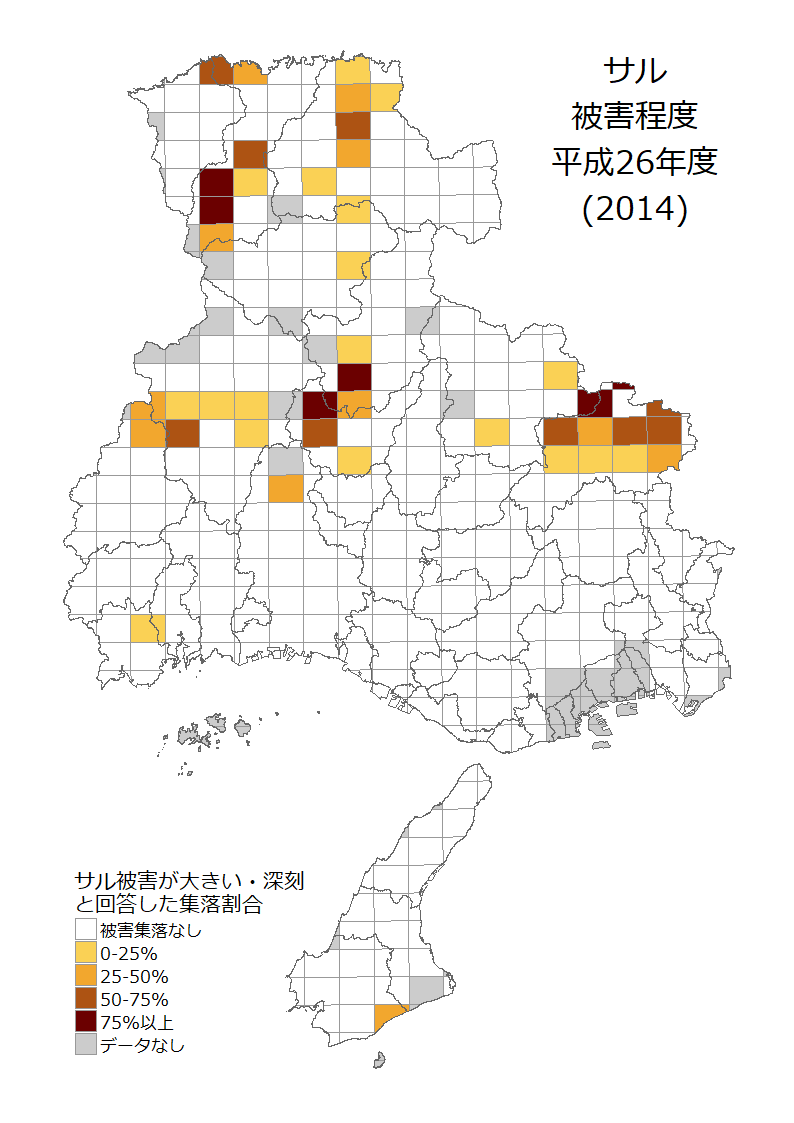 サル
被害程度
平成26年度
(2014)
サル被害が大きい・深刻
と回答した集落割合
被害集落なし
0-25%
25-50%
50-75%
75%以上
データなし